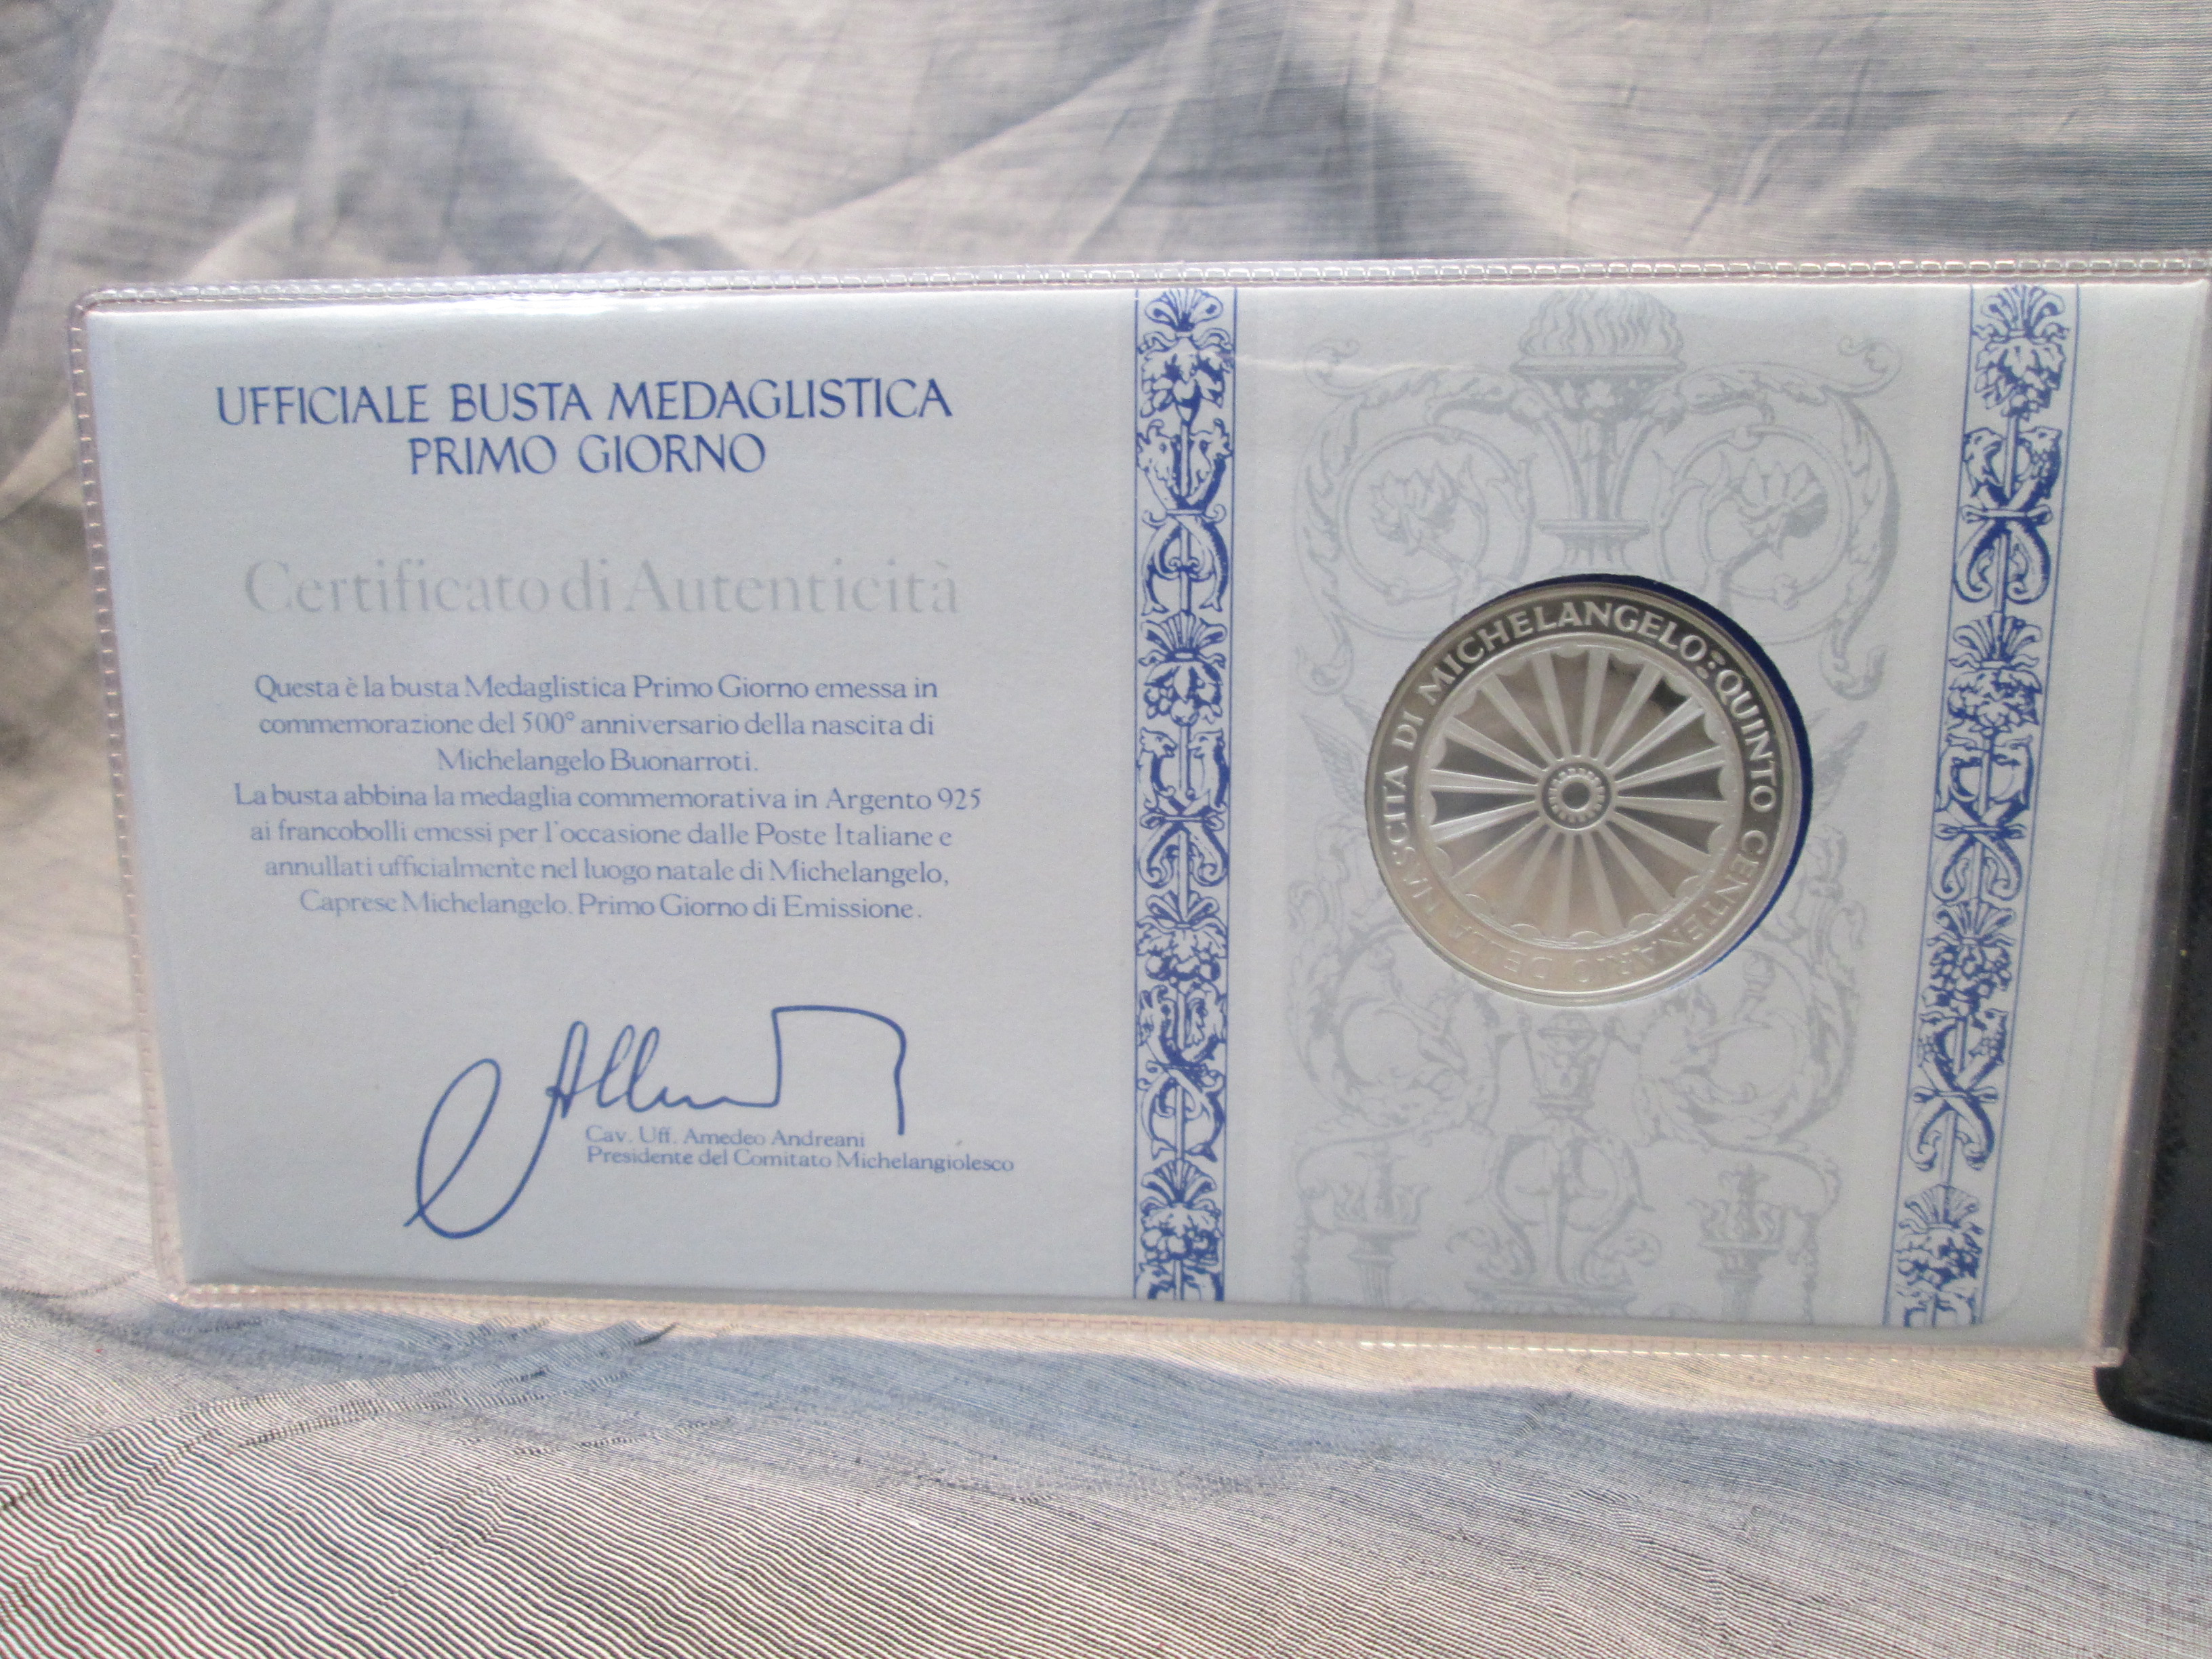 UFFICIALE BUSTA MEDAGLISTICA
PRIMO GIORNO
Certificato di Autenticità
Questa è la busta Medaglistica Primo Giorno emessa in
commemorazione del 500° anniversario della nascita di
Michelangelo Buonarroti.
La busta abbina la medaglia commemorativa in Argento 925
ai francobolli emessi per l'occasione dalle Poste Italiane e
annullati ufficialmente nel luogo natale di Michelangelo,
Caprese Michelangelo. Primo Giorno di Emissione.
Cav. Uff. Amedeo Andreani
Presidente del Comitato Michelangiolesco
QUINTO CENTENARIO DELLA NASCITA DI MICHELANGELO